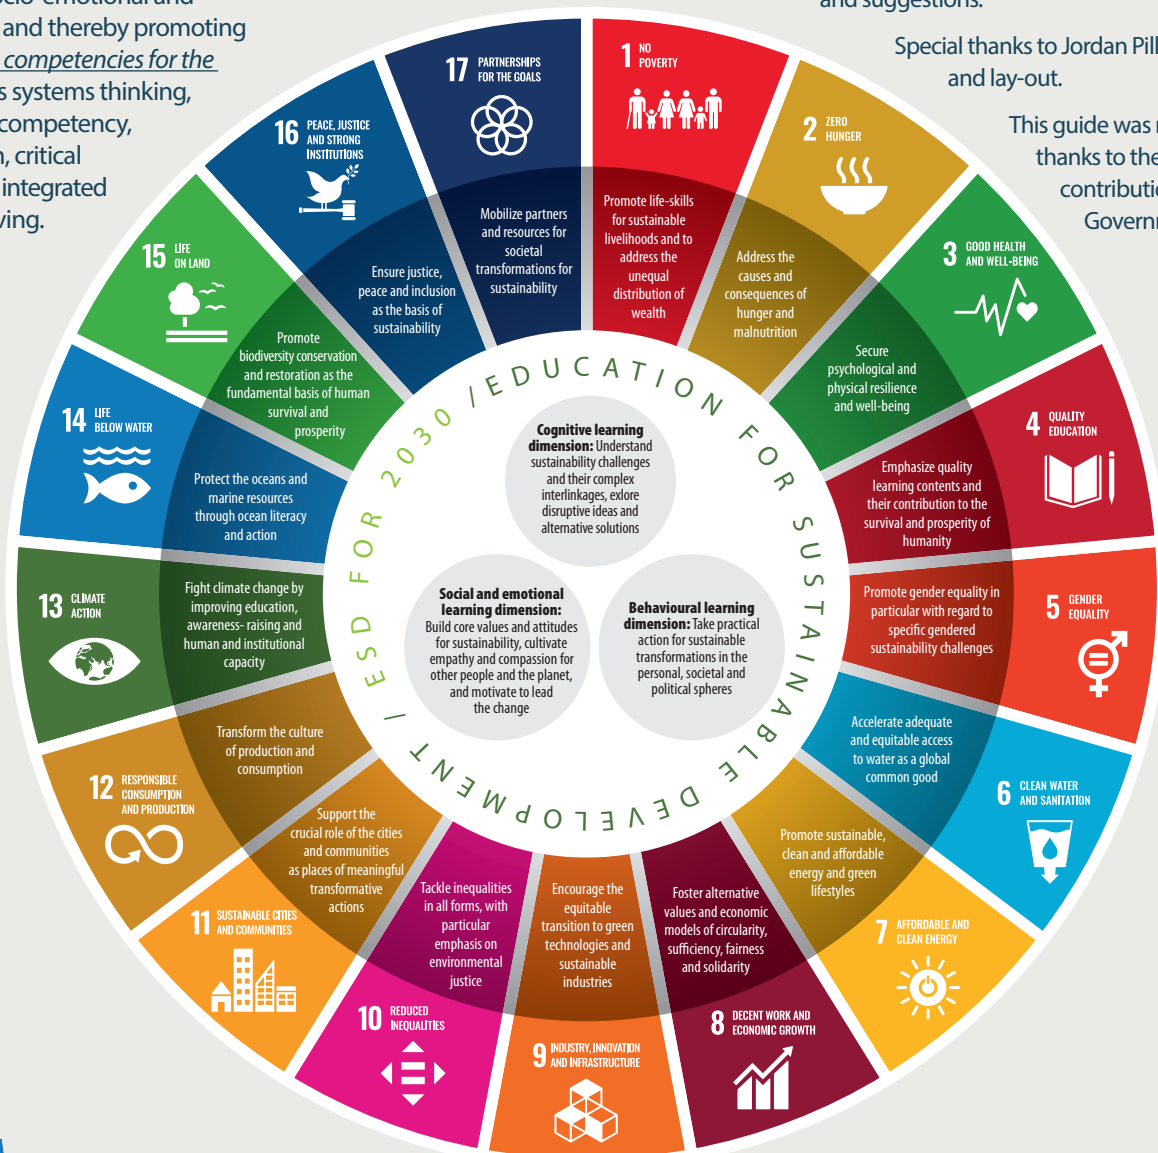 and thereby promoting
competencies for the
s systems thinking,
competency,
n, critical
integrated
ving.
and suggestions.
Special thanks to Jordan Pill
and lay-out.
This guide was
thanks to the
contributio
Governm
1 NO
POVERTY
Promote life-skills
for sustainable
livelihoods and to
address the
unequal
distribution of
wealth
2 ZERO
HUNGER
Address the
causes and
consequences of
hunger and
malnutrition
3 GOOD HEALTH
AND WELL-BEING
Secure
psychological and
physical resilience
and well-being
4 QUALITY
EDUCATION
Emphasize quality
learning contents and
their contribution to the
survival and prosperity of
humanity
5 GENDER
EQUALITY
Promote gender equality in
particular with regard to
specific gendered
sustainability challenges
6 CLEAN WATER
AND SANITATION
Accelerate adequate
and equitable access
to water as a global
common good
7 AFFORDABLE AND
CLEAN ENERGY
Promote sustainable,
clean and affordable
energy and green
lifestyles
8 DECENT WORK AND
ECONOMIC GROWTH
Foster alternative
values and economic
models of circularity,
sufficiency, fairness
and solidarity
9 INDUSTRY, INNOVATION
AND INFRASTRUCTURE
Encourage the
equitable
transition to green
technologies and
sustainable
industries
10 REDUCED
INEQUALITIES
Tackle inequalities
in all forms, with
particular
emphasis on
environmental
justice
11 SUSTAINABLE CITIES
AND COMMUNITIES
Support the
crucial role of the cities
and communities
as places of meaningful
transformative
actions
12 RESPONSIBLE
CONSUMPTION
AND PRODUCTION
Transform the culture
of production and
consumption
13 CLIMATE
ACTION
Fight climate change by
improving education,
awareness- raising and
human and institutional
capacity
14 LIFE
BELOW WATER
Protect the oceans and
marine resources
through ocean literacy
and action
15 LIFE
ON LAND
Promote
biodiversity conservation
and restoration as the
fundamental basis of human
survival and
prosperity
16 PEACE, JUSTICE
AND STRONG
INSTITUTIONS
Ensure justice,
peace and inclusion
as the basis of
sustainability
17 PARTNERSHIPS
FOR THE GOALS
Mobilize partners
and resources for
societal
transformations for
sustainability
ESD FOR 2030 / EDUCATION FOR SUSTAINABLE DEVELOPMENT /
Cognitive learning
dimension: Understand
sustainability challenges
and their complex
interlinkages, exlore
disruptive ideas and
alternative solutions
Social and emotional
learning dimension:
Build core values and attitudes
for sustainability, cultivate
empathy and compassion for
other people and the planet,
and motivate to lead
the change
Behavioural learning
dimension: Take practical
action for sustainable
transformations in the
personal, societal and
political spheres